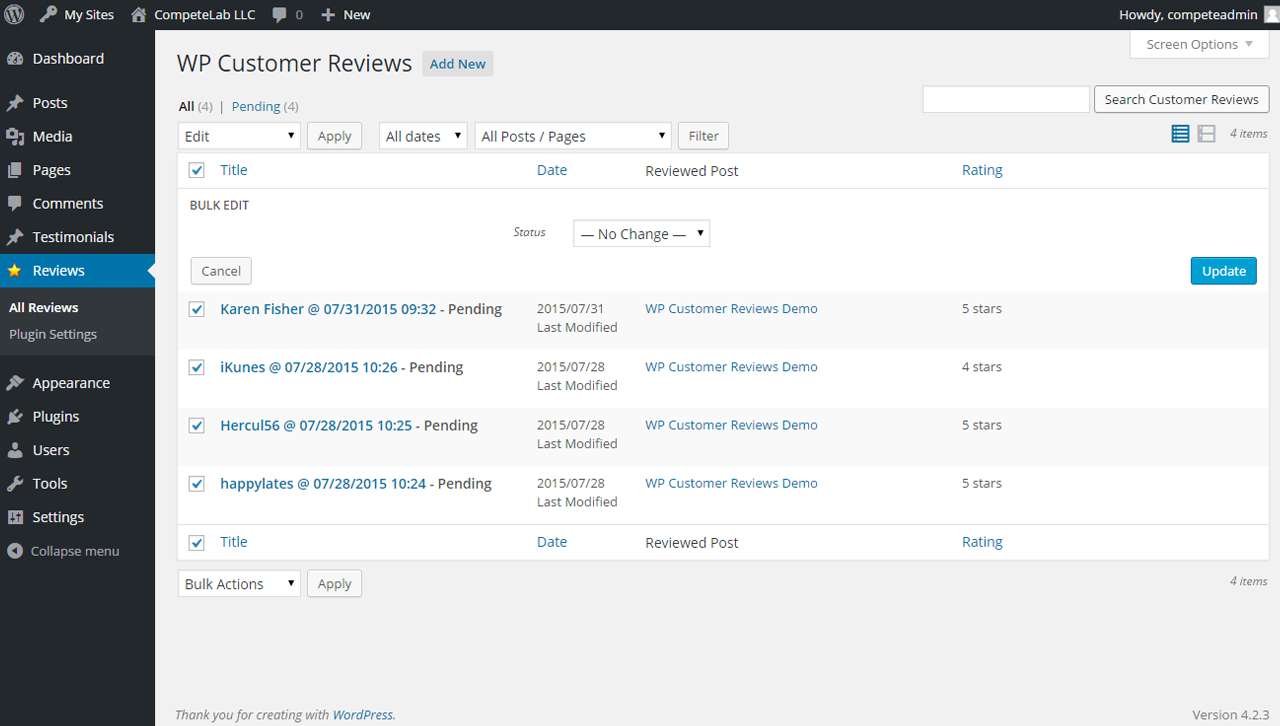 My Sites CompeteLab LLC 0 New Howdy, competeadmin
Screen Options
Dashboard
Posts
Media
Pages
Comments
Testimonials
Reviews
All Reviews
Plugin Settings
Appearance
Plugins
Users
Tools
Settings
Collapse menu
WP Customer Reviews Add New
All (4) | Pending (4)
Search Customer Reviews
Edit Apply All dates All Posts / Pages Filter 4 items
Title Date Reviewed Post Rating
BULK EDIT
Status — No Change —
Cancel Update
Karen Fisher @ 07/31/2015 09:32 - Pending 2015/07/31 WP Customer Reviews Demo 5 stars
Last Modified
iKunes @ 07/28/2015 10:26 - Pending 2015/07/28 WP Customer Reviews Demo 4 stars
Last Modified
Hercul56 @ 07/28/2015 10:25 - Pending 2015/07/28 WP Customer Reviews Demo 5 stars
Last Modified
happylates @ 07/28/2015 10:24 - Pending 2015/07/28 WP Customer Reviews Demo 5 stars
Last Modified
Title Date Reviewed Post Rating
Bulk Actions Apply 4 items
Thank you for creating with WordPress. Version 4.2.3